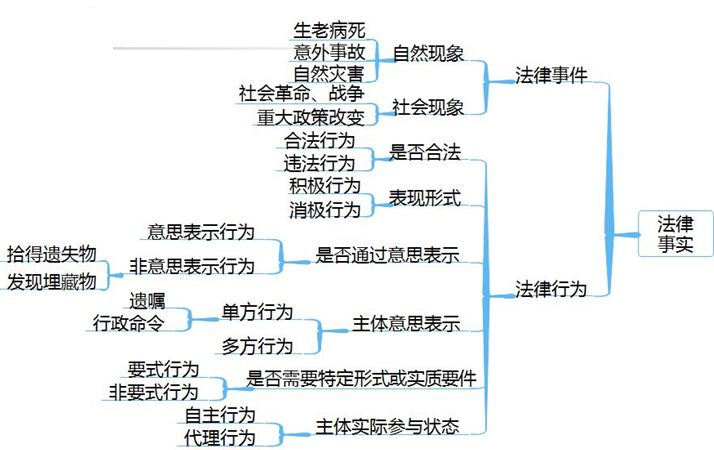 法律
事实
法律事件
自然现象
生老病死
意外事故
自然灾害
社会现象
社会革命、战争
重大政策改变
法律行为
是否合法
合法行为
违法行为
表现形式
积极行为
消极行为
是否通过意思表示
意思表示行为
非意思表示行为
拾得遗失物
发现埋藏物
主体意思表示
单方行为
遗嘱
行政命令
多方行为
是否需要特定形式或实质要件
要式行为
非要式行为
主体实际参与状态
自主行为
代理行为